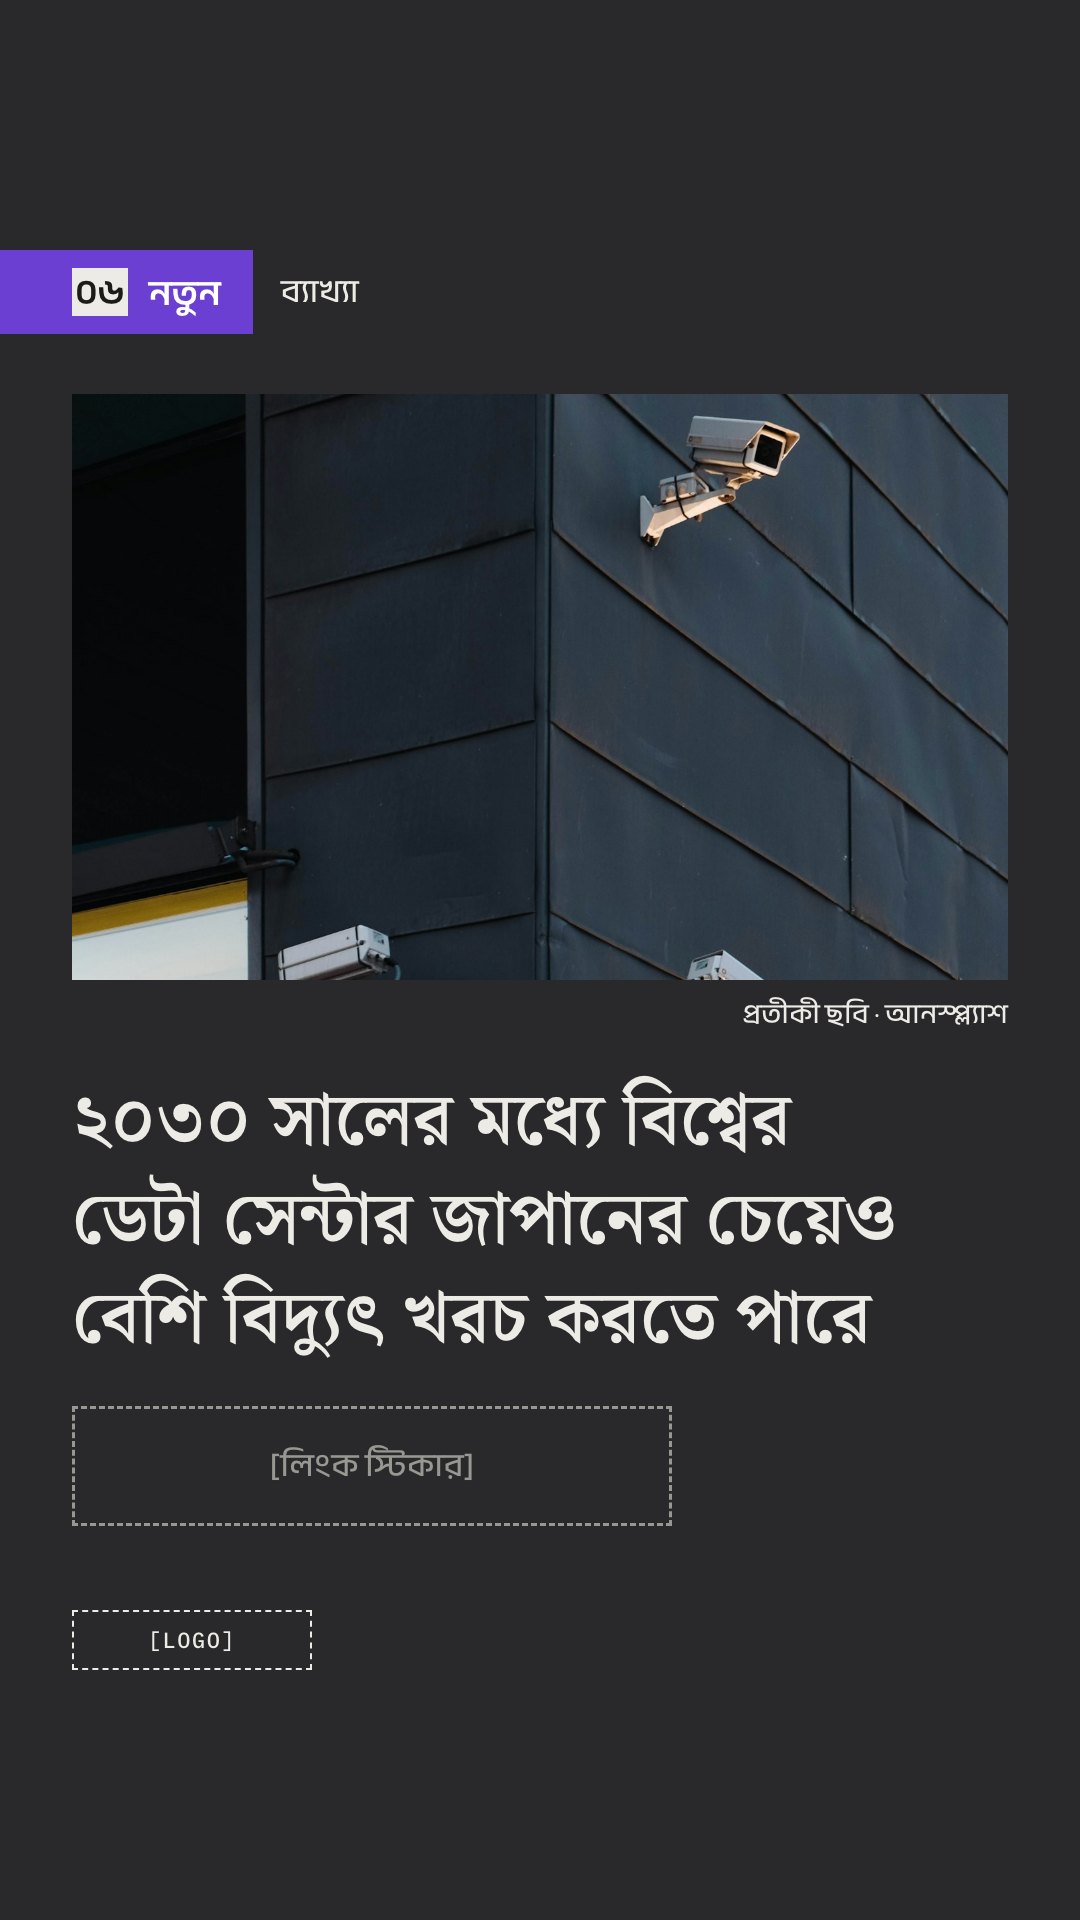 ০৬ নতুন ব্যাখ্যা
প্রতীকী ছবি · আনস্প্ল্যাশ
২০৩০ সালের মধ্যে বিশ্বের
ডেটা সেন্টার জাপানের চেয়েও
বেশি বিদ্যুৎ খরচ করতে পারে
[লিংক স্টিকার]
[LOGO]